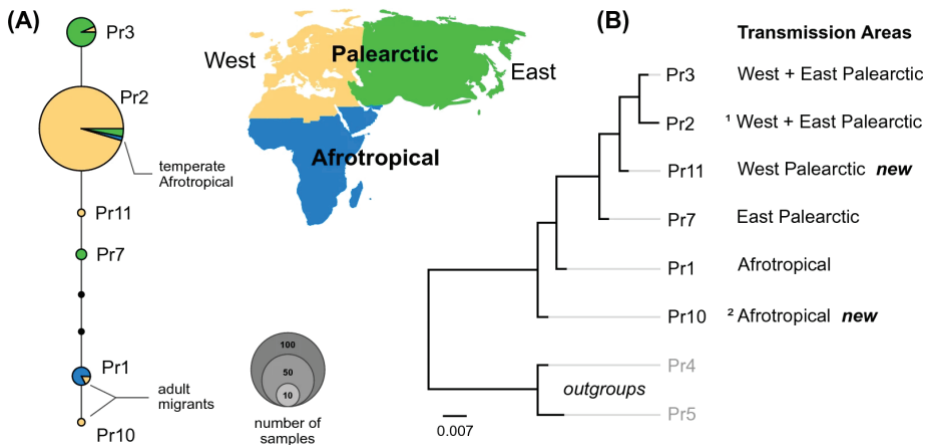 (A)
Pr3
Pr2
temperate
Afrotropical
Pr11
Pr7
Pr1
adult
migrants
Pr10
West
Palearctic
East
Afrotropical
100
50
10
number of
samples
(B)
Transmission Areas
Pr3 West + East Palearctic
Pr2 ¹ West + East Palearctic
Pr11 West Palearctic new
Pr7 East Palearctic
Pr1 Afrotropical
Pr10 ² Afrotropical new
Pr4
outgroups
Pr5
0.007